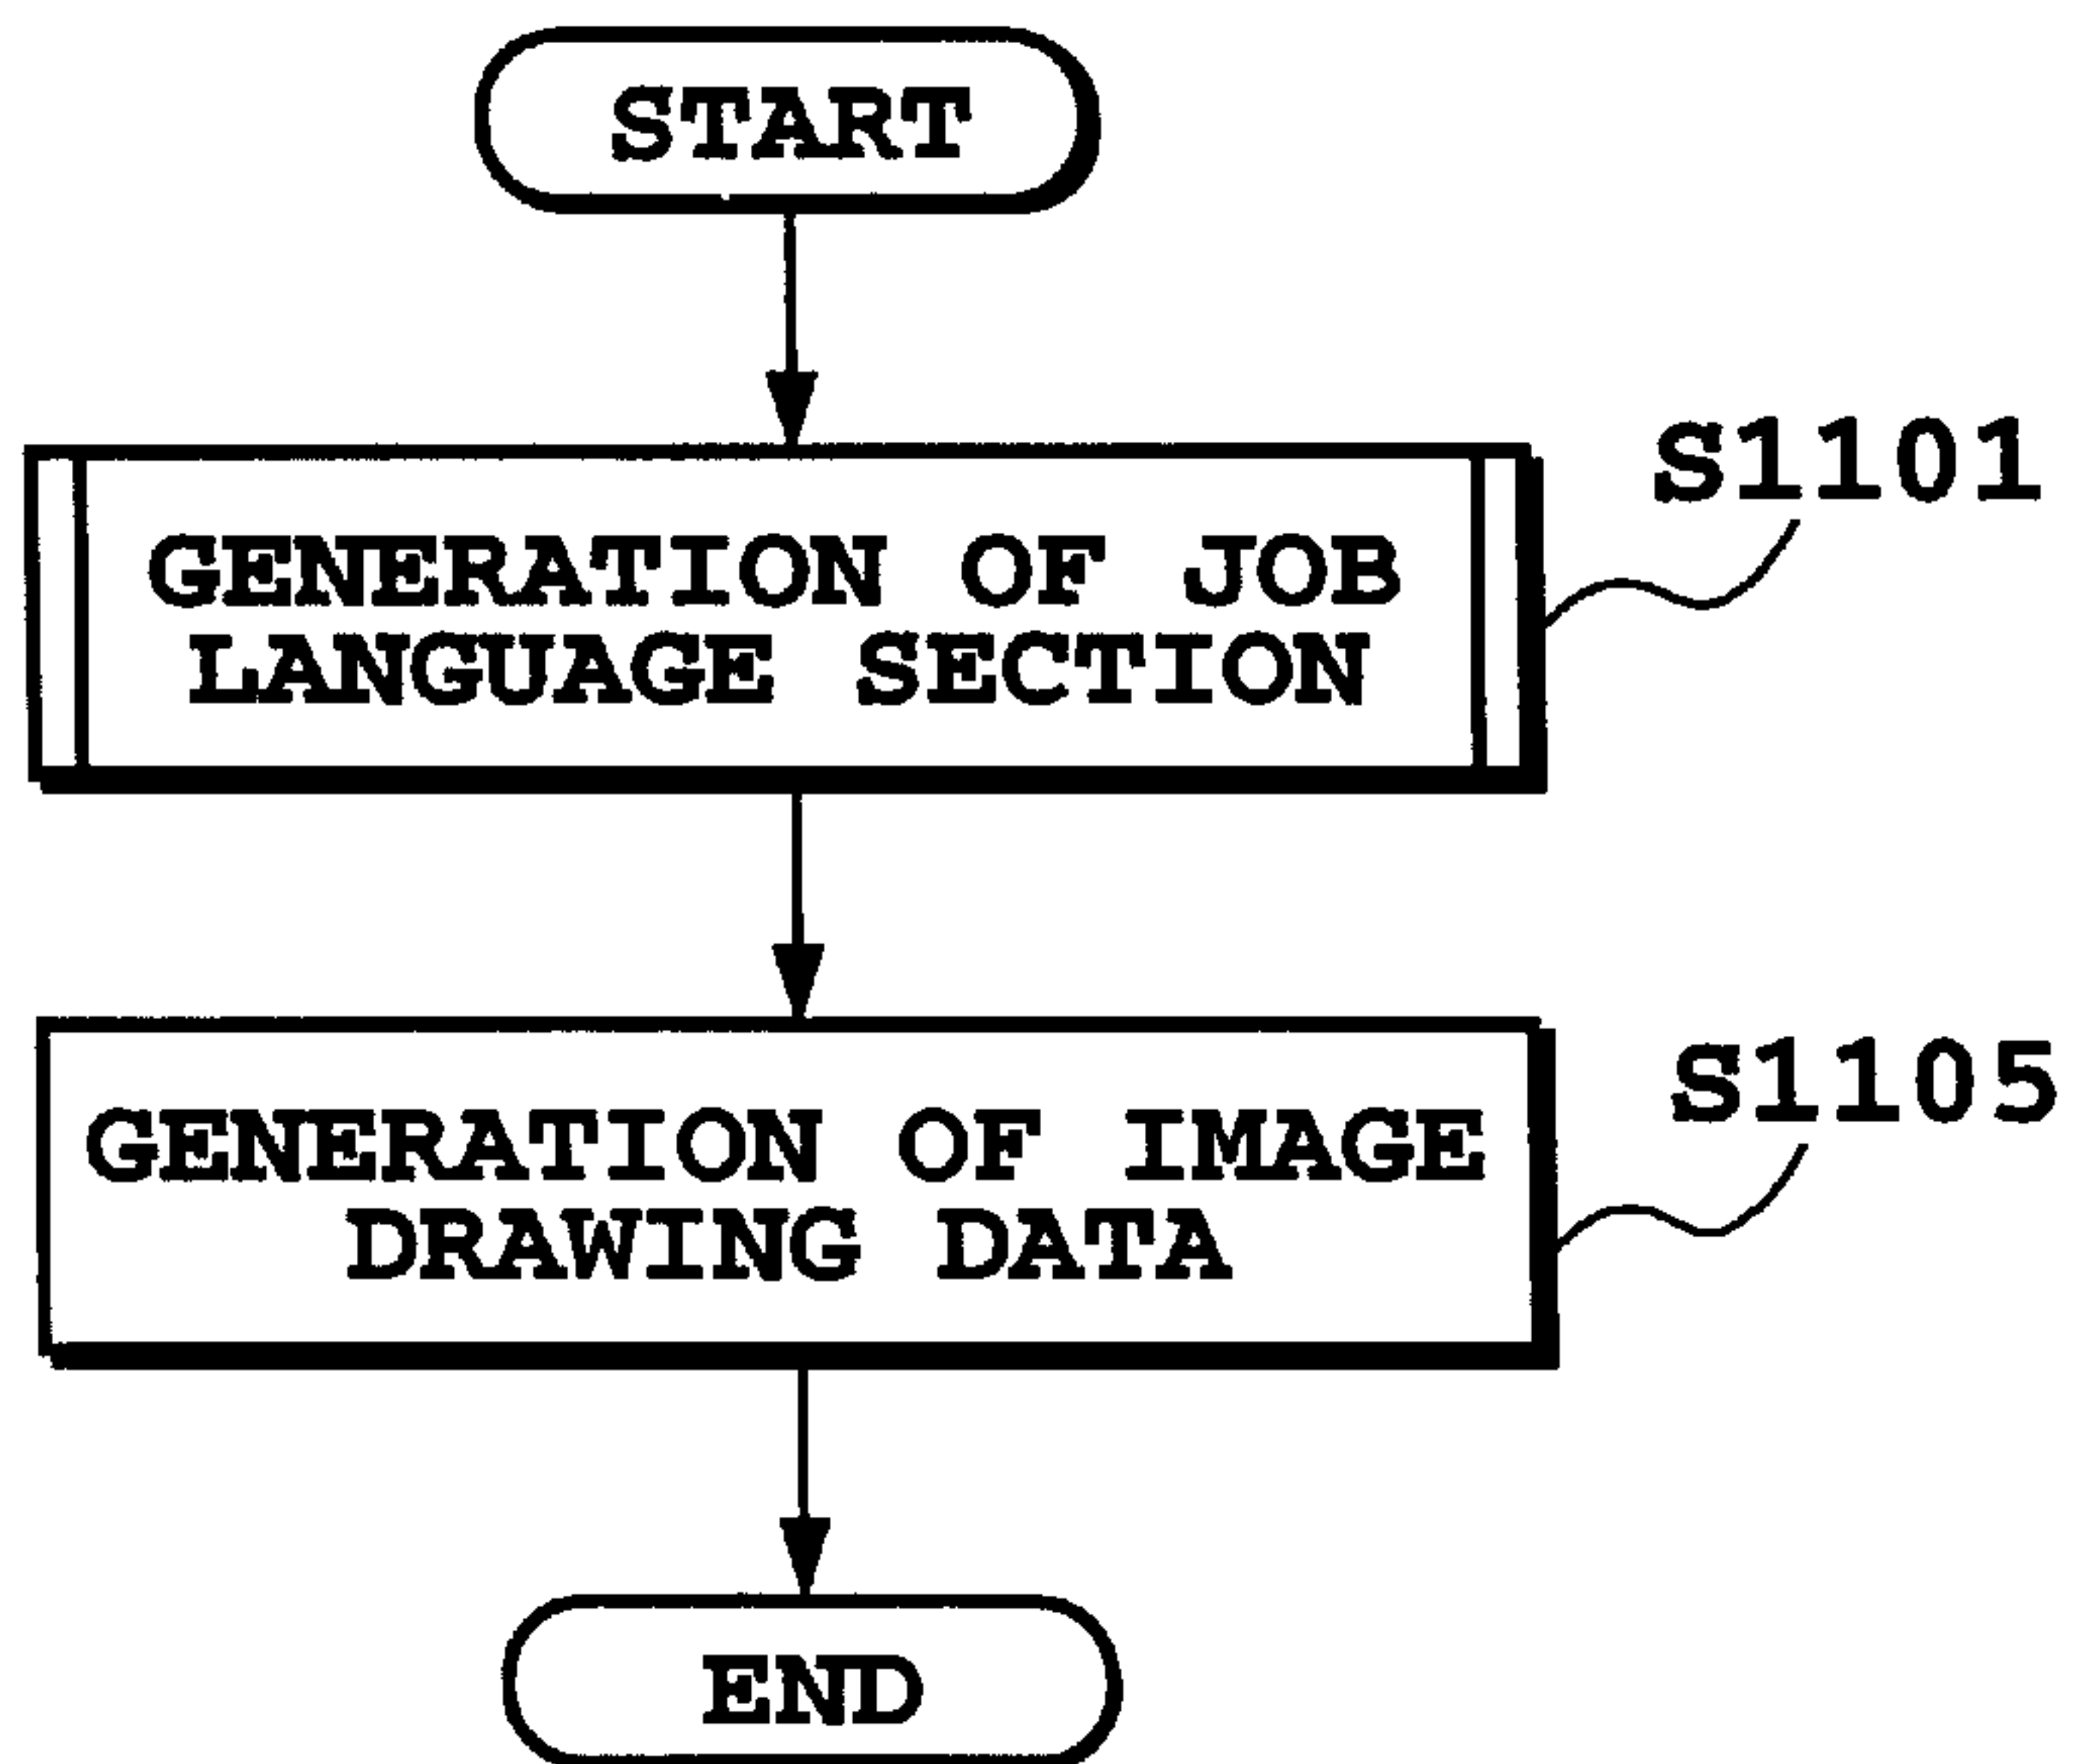 START
S1101
GENERATION OF JOB
LANGUAGE SECTION
S1105
GENERATION OF IMAGE
DRAWING DATA
END